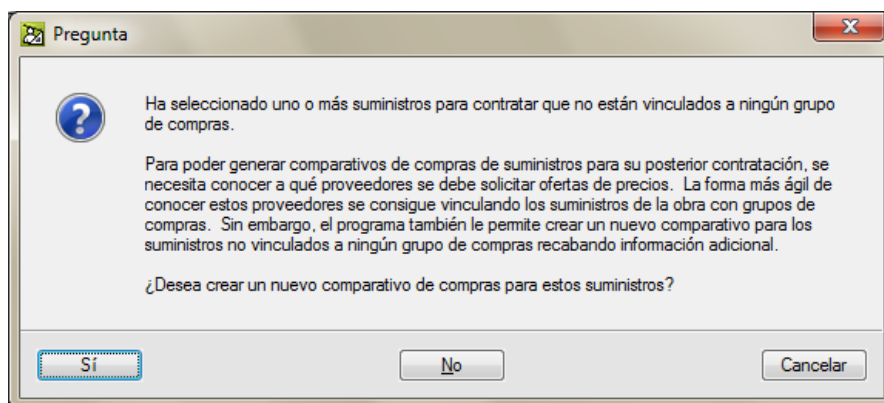 Pregunta
Ha seleccionado uno o más suministros para contratar que no están vinculados a ningún grupo
de compras.
Para poder generar comparativos de compras de suministros para su posterior contratación, se
necesita conocer a qué proveedores se debe solicitar ofertas de precios.  La forma más ágil de
conocer estos proveedores se consigue vinculando los suministros de la obra con grupos de
compras.  Sin embargo, el programa también le permite crear un nuevo comparativo para los
suministros no vinculados a ningún grupo de compras recabando información adicional.
¿Desea crear un nuevo comparativo de compras para estos suministros?
Sí
No
Cancelar